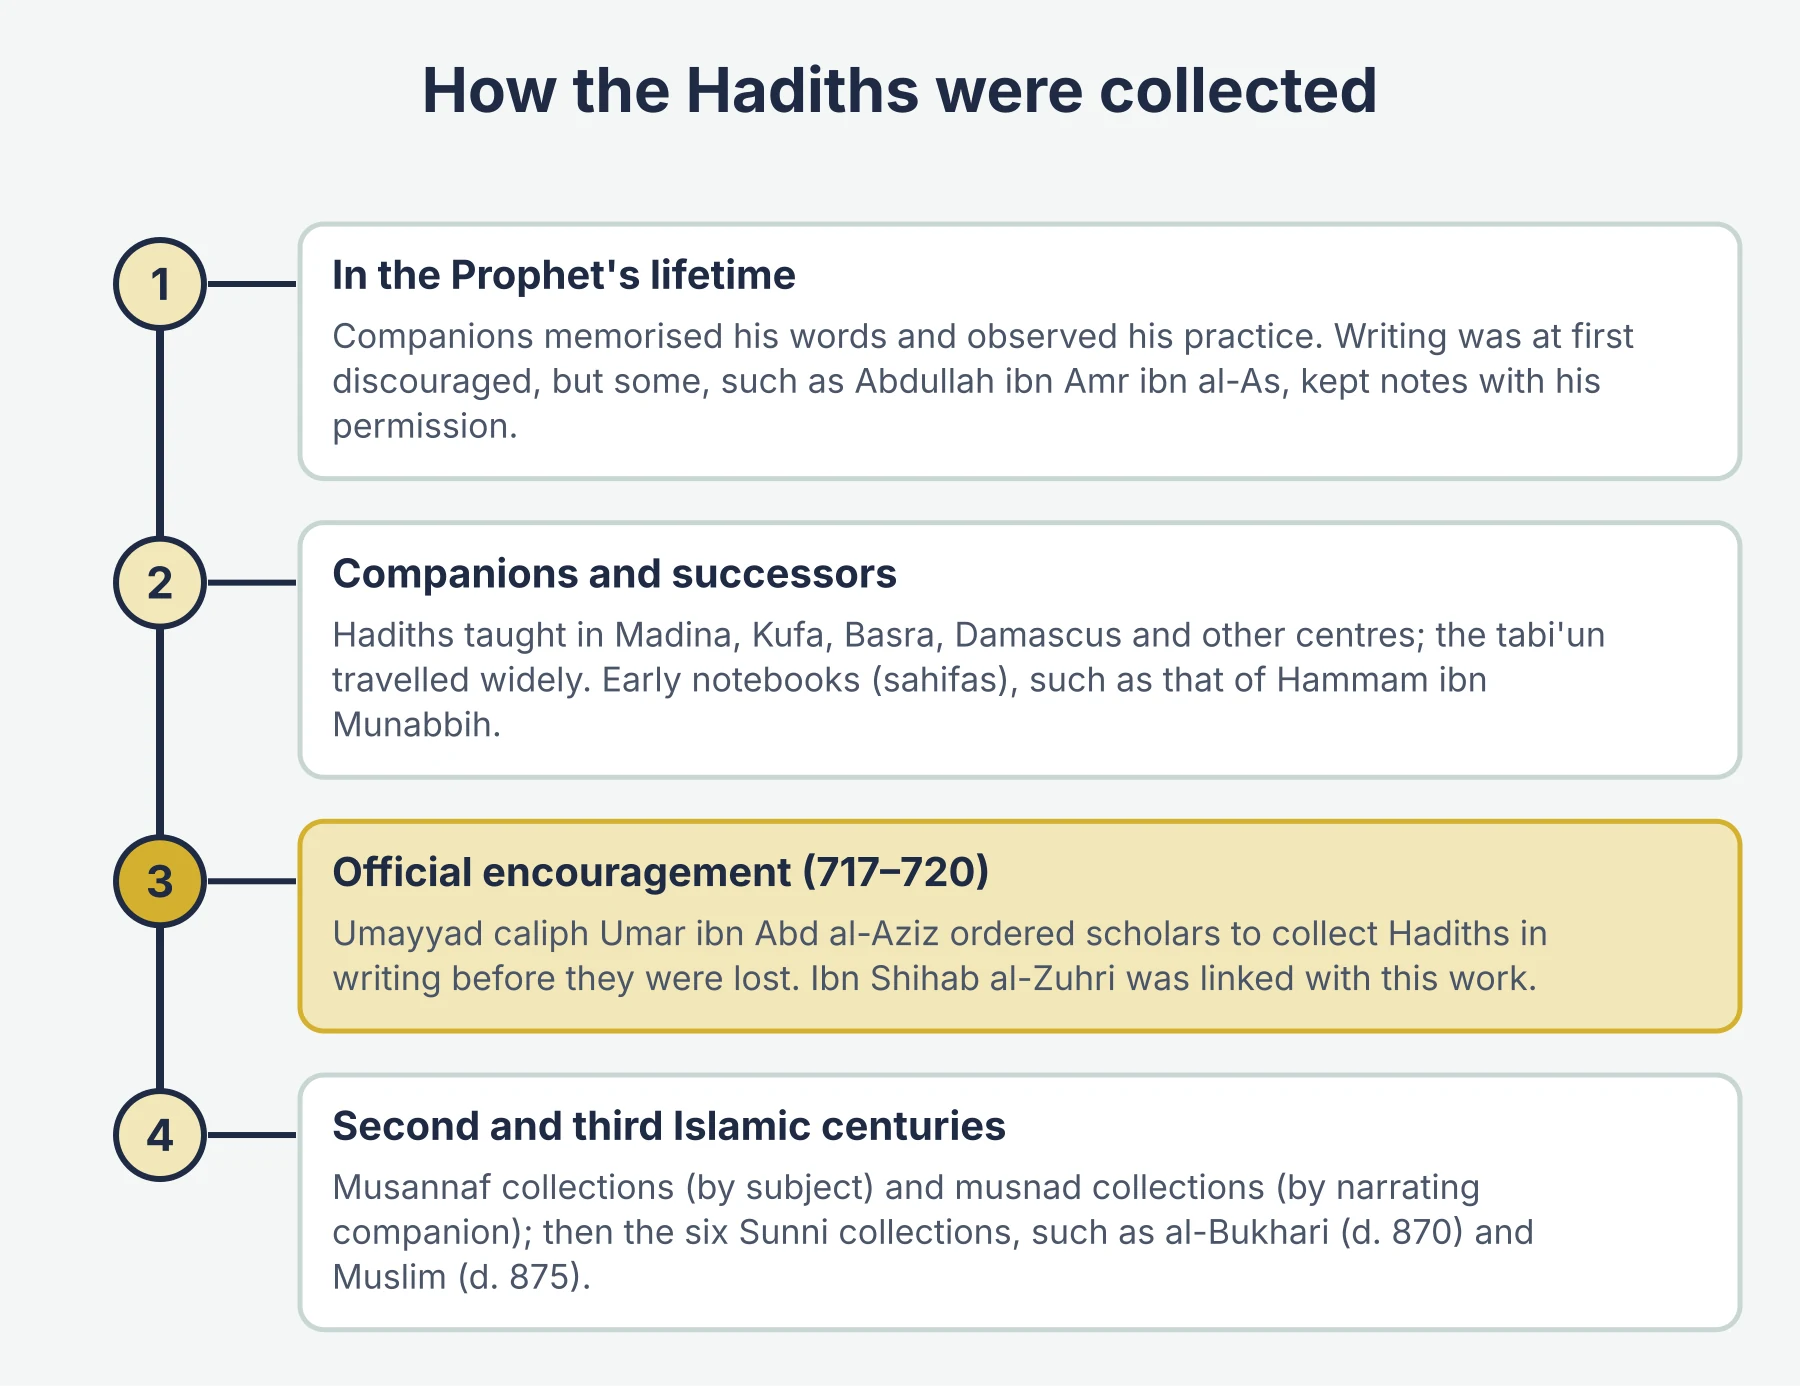 How the Hadiths were collected
1
In the Prophet's lifetime
Companions memorised his words and observed his practice. Writing was at first
discouraged, but some, such as Abdullah ibn Amr ibn al-As, kept notes with his
permission.
2
Companions and successors
Hadiths taught in Madina, Kufa, Basra, Damascus and other centres; the tabi'un
travelled widely. Early notebooks (sahifas), such as that of Hammam ibn
Munabbih.
3
Official encouragement (717–720)
Umayyad caliph Umar ibn Abd al-Aziz ordered scholars to collect Hadiths in
writing before they were lost. Ibn Shihab al-Zuhri was linked with this work.
4
Second and third Islamic centuries
Musannaf collections (by subject) and musnad collections (by narrating
companion); then the six Sunni collections, such as al-Bukhari (d. 870) and
Muslim (d. 875).